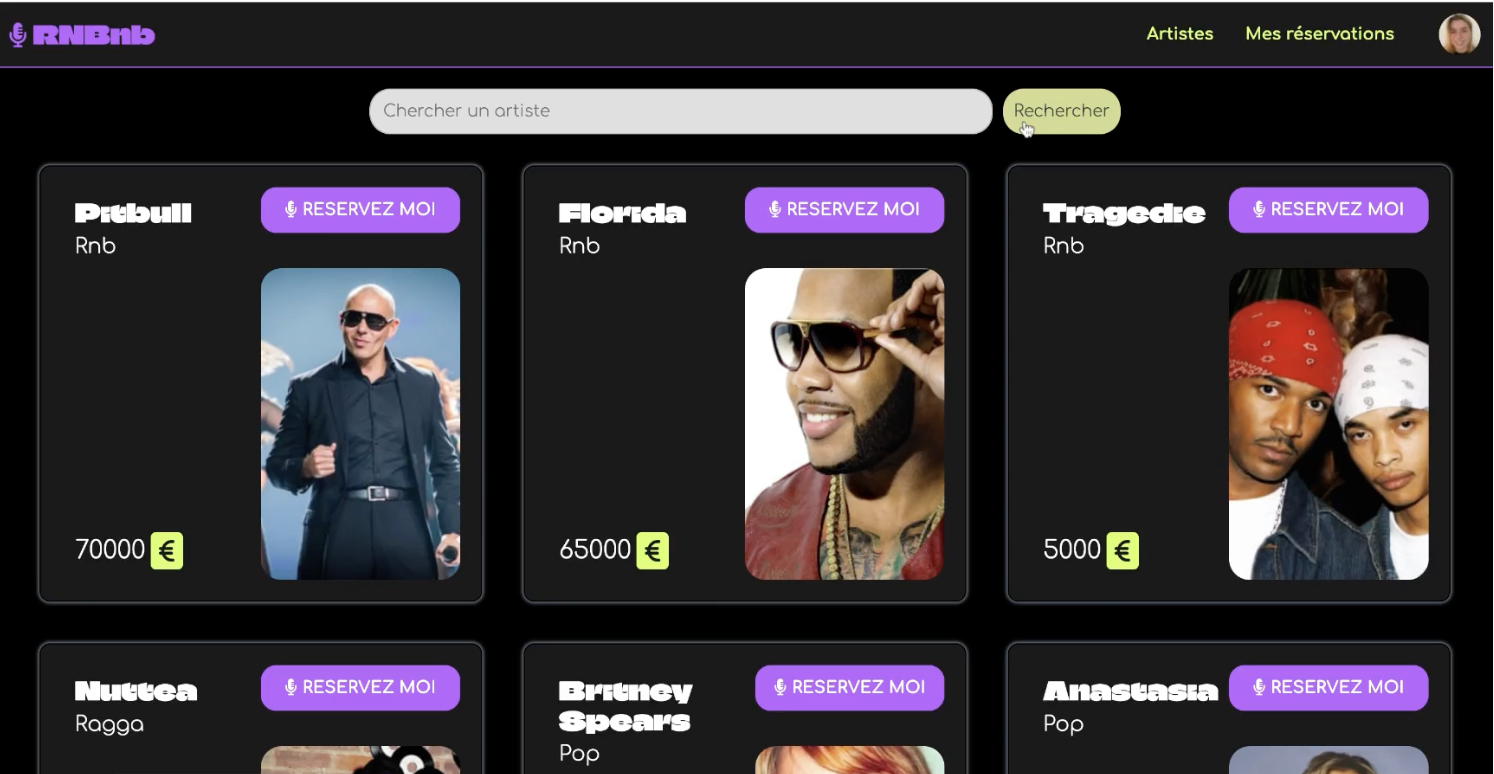 RNBnb
Artistes
Mes réservations
Chercher un artiste
Rechercher
Pitbull
RESERVEZ MOI
Rnb
70000 €
Florida
RESERVEZ MOI
Rnb
65000 €
Tragedie
RESERVEZ MOI
Rnb
5000 €
Nuttea
RESERVEZ MOI
Ragga
Britney
Spears
RESERVEZ MOI
Pop
Anastasia
RESERVEZ MOI
Pop